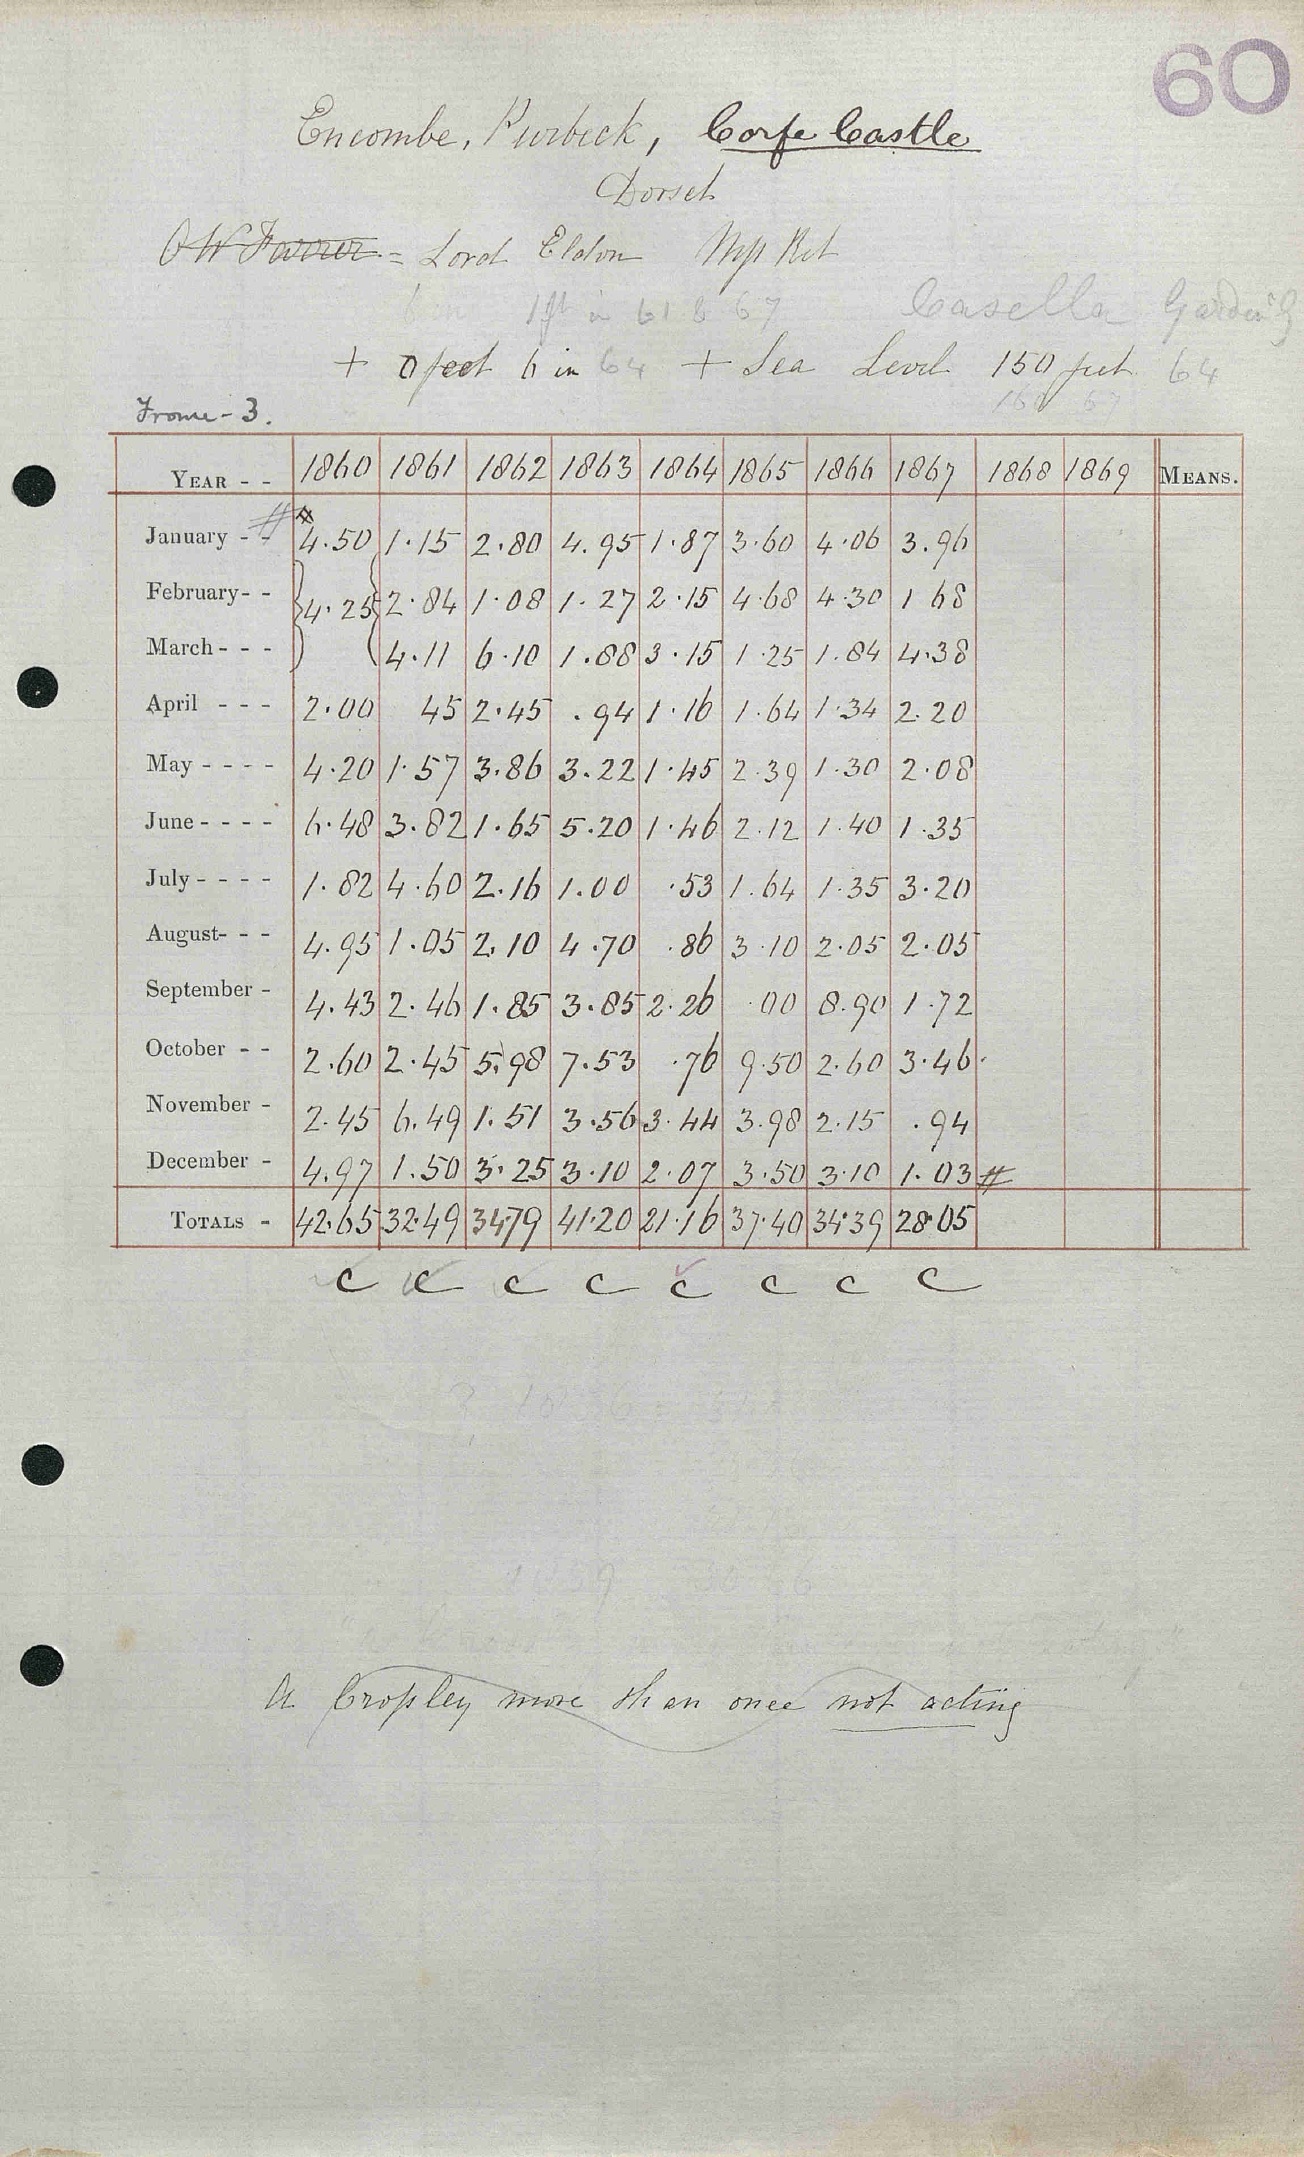 60
Encombe, Purbeck, Corfe Castle
Dorset
O W Farrer = Lord Eldon Mss Ret
1 ft in 61 & 67 Casella Garden
+ 0 feet 6 in 64 + Sea Level 150 feet 64
160 67
Frome - 3.
YEAR - - 1860 1861 1862 1863 1864 1865 1866 1867 1868 1869 MEANS.
January - - 4.50 1.15 2.80 4.95 1.87 3.60 4.06 3.96
February - - 4.25 2.84 1.08 1.27 2.15 4.68 4.30 1 68
March - - - 4.11 6.10 1.88 3.15 1.25 1.84 4.38
April - - - 2.00 45 2.45 .94 1.16 1.64 1.34 2.20
May - - - - 4.20 1.57 3.86 3.22 1.45 2.39 1.30 2.08
June - - - - 6.48 3.82 1.65 5.20 1.46 2.12 1.40 1.35
July - - - - 1.82 4.60 2.16 1.00 .53 1.64 1.35 3.20
August - - - 4.95 1.05 2.10 4.70 .86 3.10 2.05 2.05
September - 4.43 2.46 1.85 3.85 2.26 .00 8.90 1.72
October - - 2.60 2.45 5.98 7.53 .76 9.50 2.60 3.46
November - 2.45 6.49 1.51 3.56 3.44 3.98 2.15 .94
December - 4.97 1.50 3.25 3.10 2.07 3.50 3.10 1.03 #
TOTALS - 42.65 32.49 34.79 41.20 21.16 37.40 34.39 28.05
C C C C C C C C
A Cropley more than once not acting